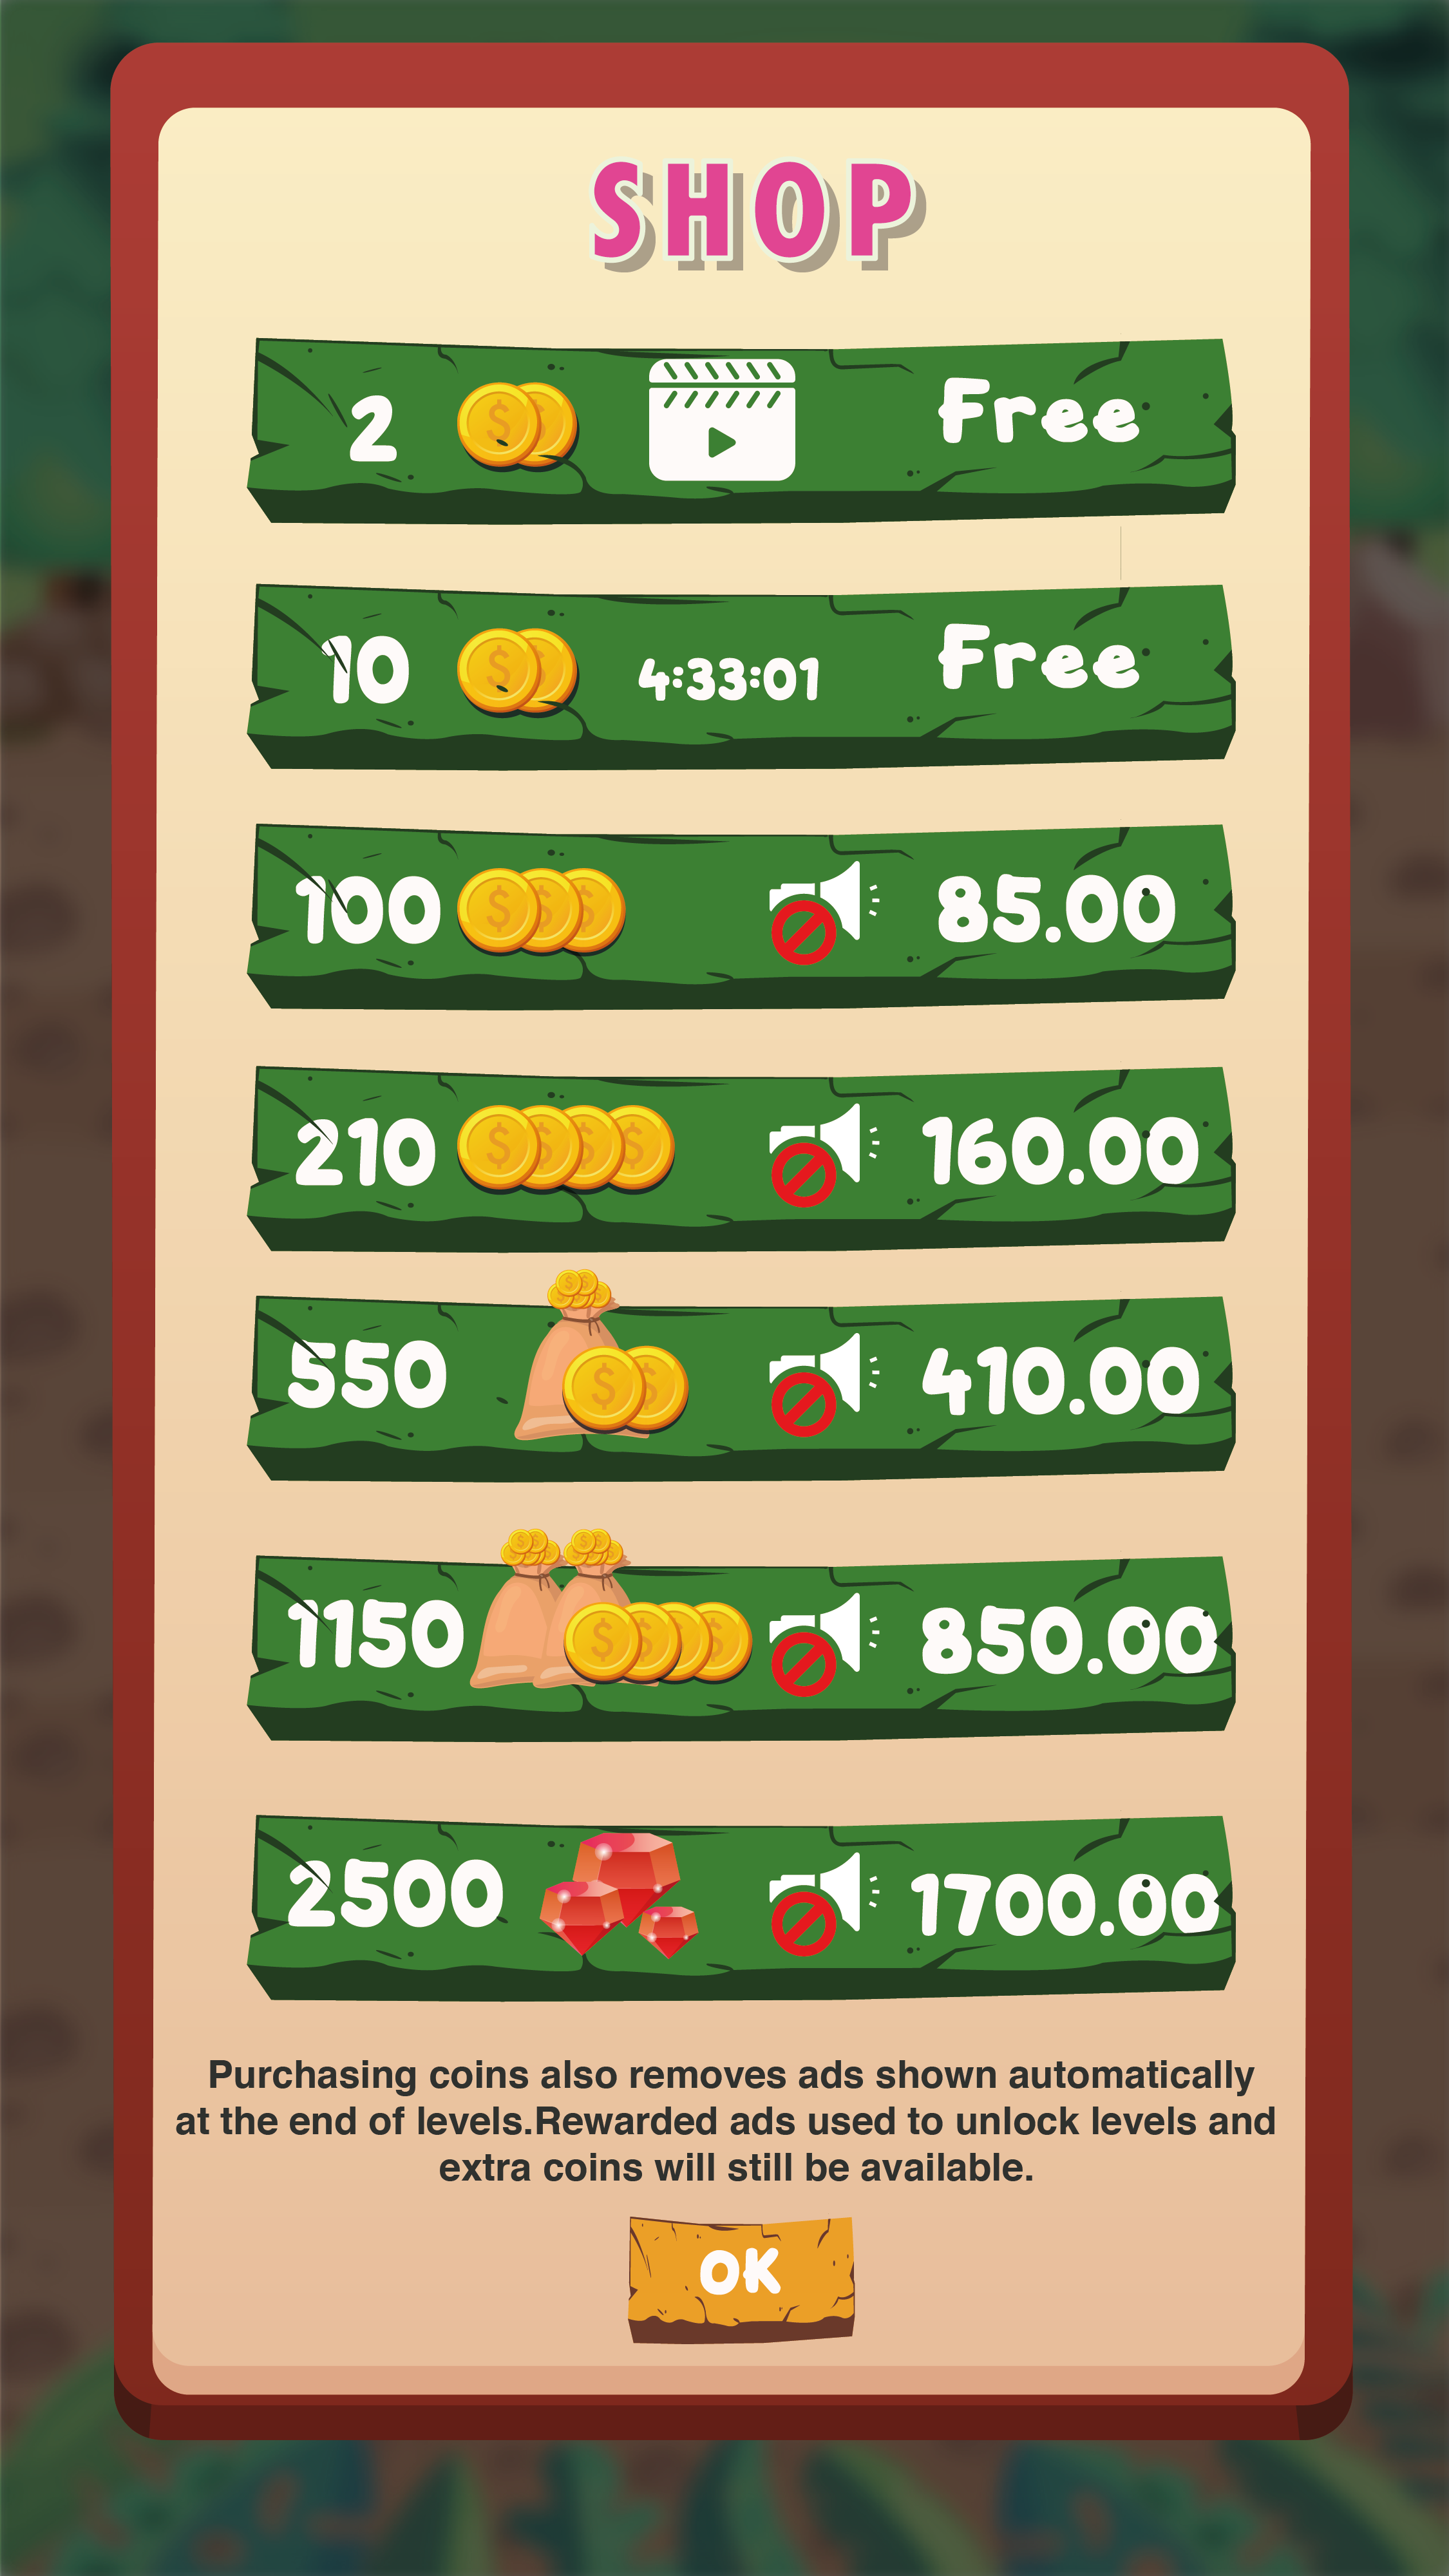 SHOP
2 Free
10 4:33:01 Free
100 85.00
210 160.00
550 410.00
1150 850.00
2500 1700.00
Purchasing coins also removes ads shown automatically
at the end of levels.Rewarded ads used to unlock levels and
extra coins will still be available.
OK